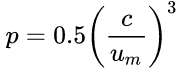 p = 0.5(c/u_m)^3